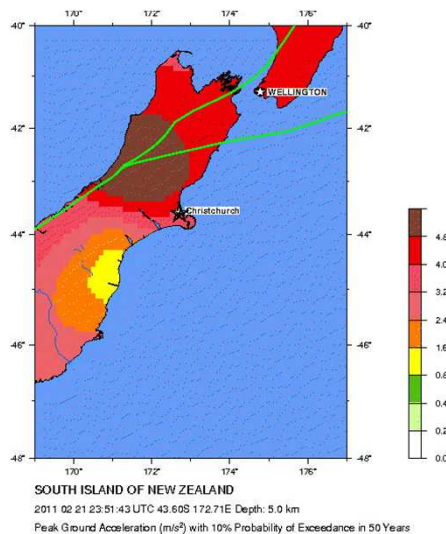 170° 172° 174° 176°
-40° -40°
WELLINGTON
-42° -42°
Christchurch
-44° -44°
-46° -46°
-48° -48°
170° 172° 174° 176°
4.8
4.0
3.2
2.4
1.6
0.8
0.4
0.2
0.0
SOUTH ISLAND OF NEW ZEALAND
2011 02 21 23:51:43 UTC 43.60S 172.71E Depth: 5.0 km
Peak Ground Acceleration (m/s²) with 10% Probability of Exceedance in 50 Years